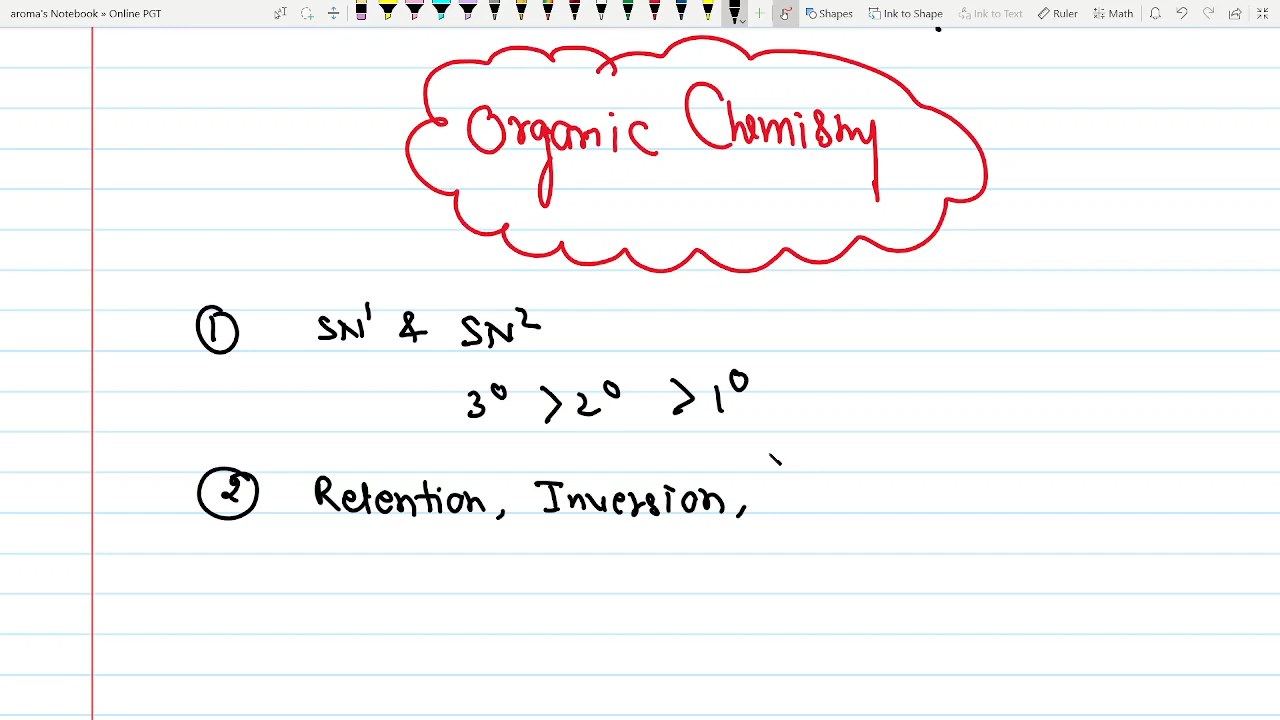 aroma's Notebook » Online PGT
Shapes Ink to Shape Ink to Text Ruler Math
Organic Chemisty
① SN¹ & SN²
3° > 2° > 1°
② Retention, Inversion,